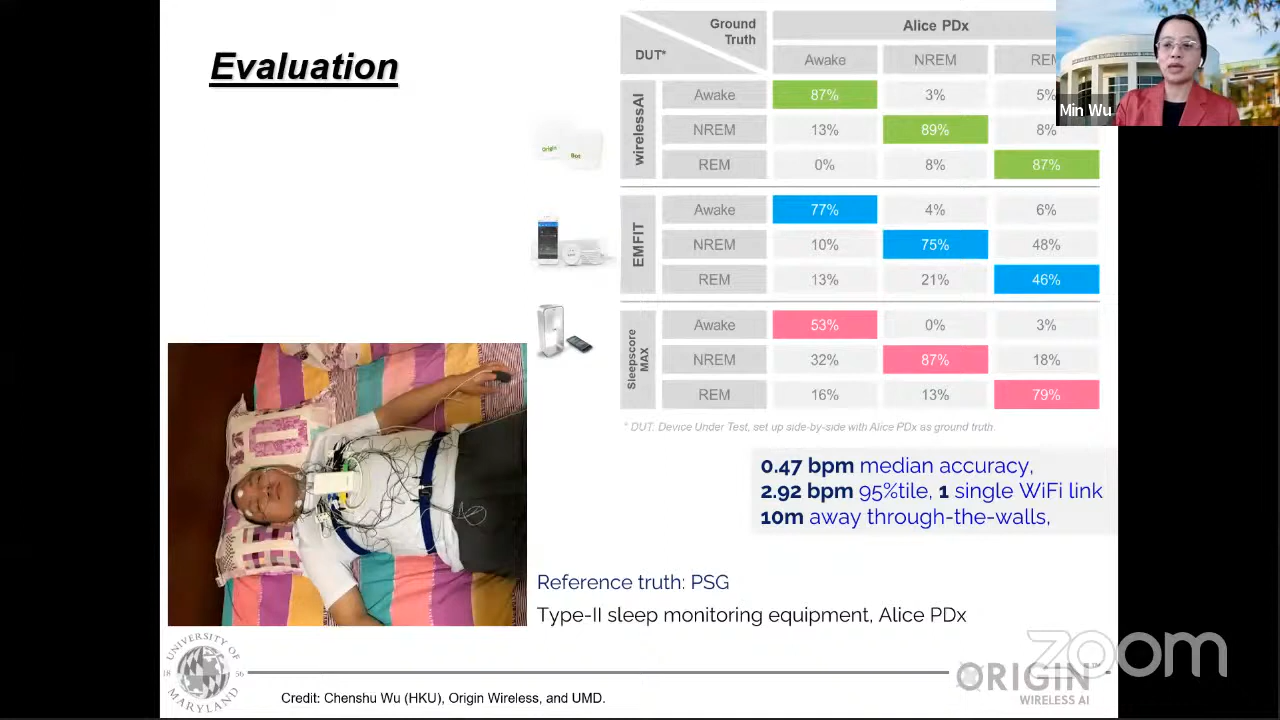 Evaluation
Ground
Truth
DUT*
Alice PDx
Awake
NREM
wirelessAI
Awake
87%
3%
5%
NREM
13%
89%
8%
REM
0%
8%
87%
EMFIT
Awake
77%
4%
6%
NREM
10%
75%
48%
REM
13%
21%
46%
Sleepscore
MAX
Awake
53%
0%
3%
NREM
32%
87%
18%
REM
16%
13%
79%
* DUT. Device Under Test, set up side-by-side with Alice PDx as ground truth.
0.47 bpm median accuracy,
2.92 bpm 95%tile, 1 single WiFi link
10m away through-the-walls,
Reference truth: PSG
Type-II sleep monitoring equipment, Alice PDx
Credit: Chenshu Wu (HKU), Origin Wireless, and UMD.
UNIVERSITY OF
MARYLAND
18 56
ORIGIN™
WIRELESS AI
zoom
Min Wu
Origin
Bot